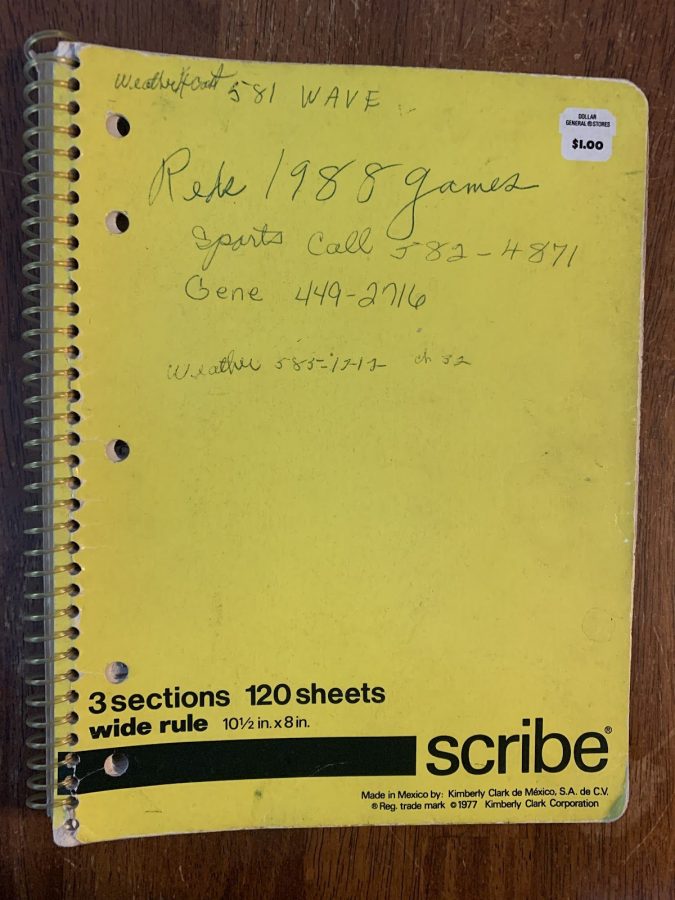 581 WAVE
DOLLAR
GENERAL STORES
$1.00
Reds 1988 games
Sports Call 582-4871
Gene 449-2716
Weather 585-1212 ch 32
3 sections 120 sheets
wide rule 10½ in. x 8 in.
scribe®
Made in Mexico by: Kimberly Clark de México, S.A. de C.V.
® Reg. trade mark © 1977 Kimberly Clark Corporation